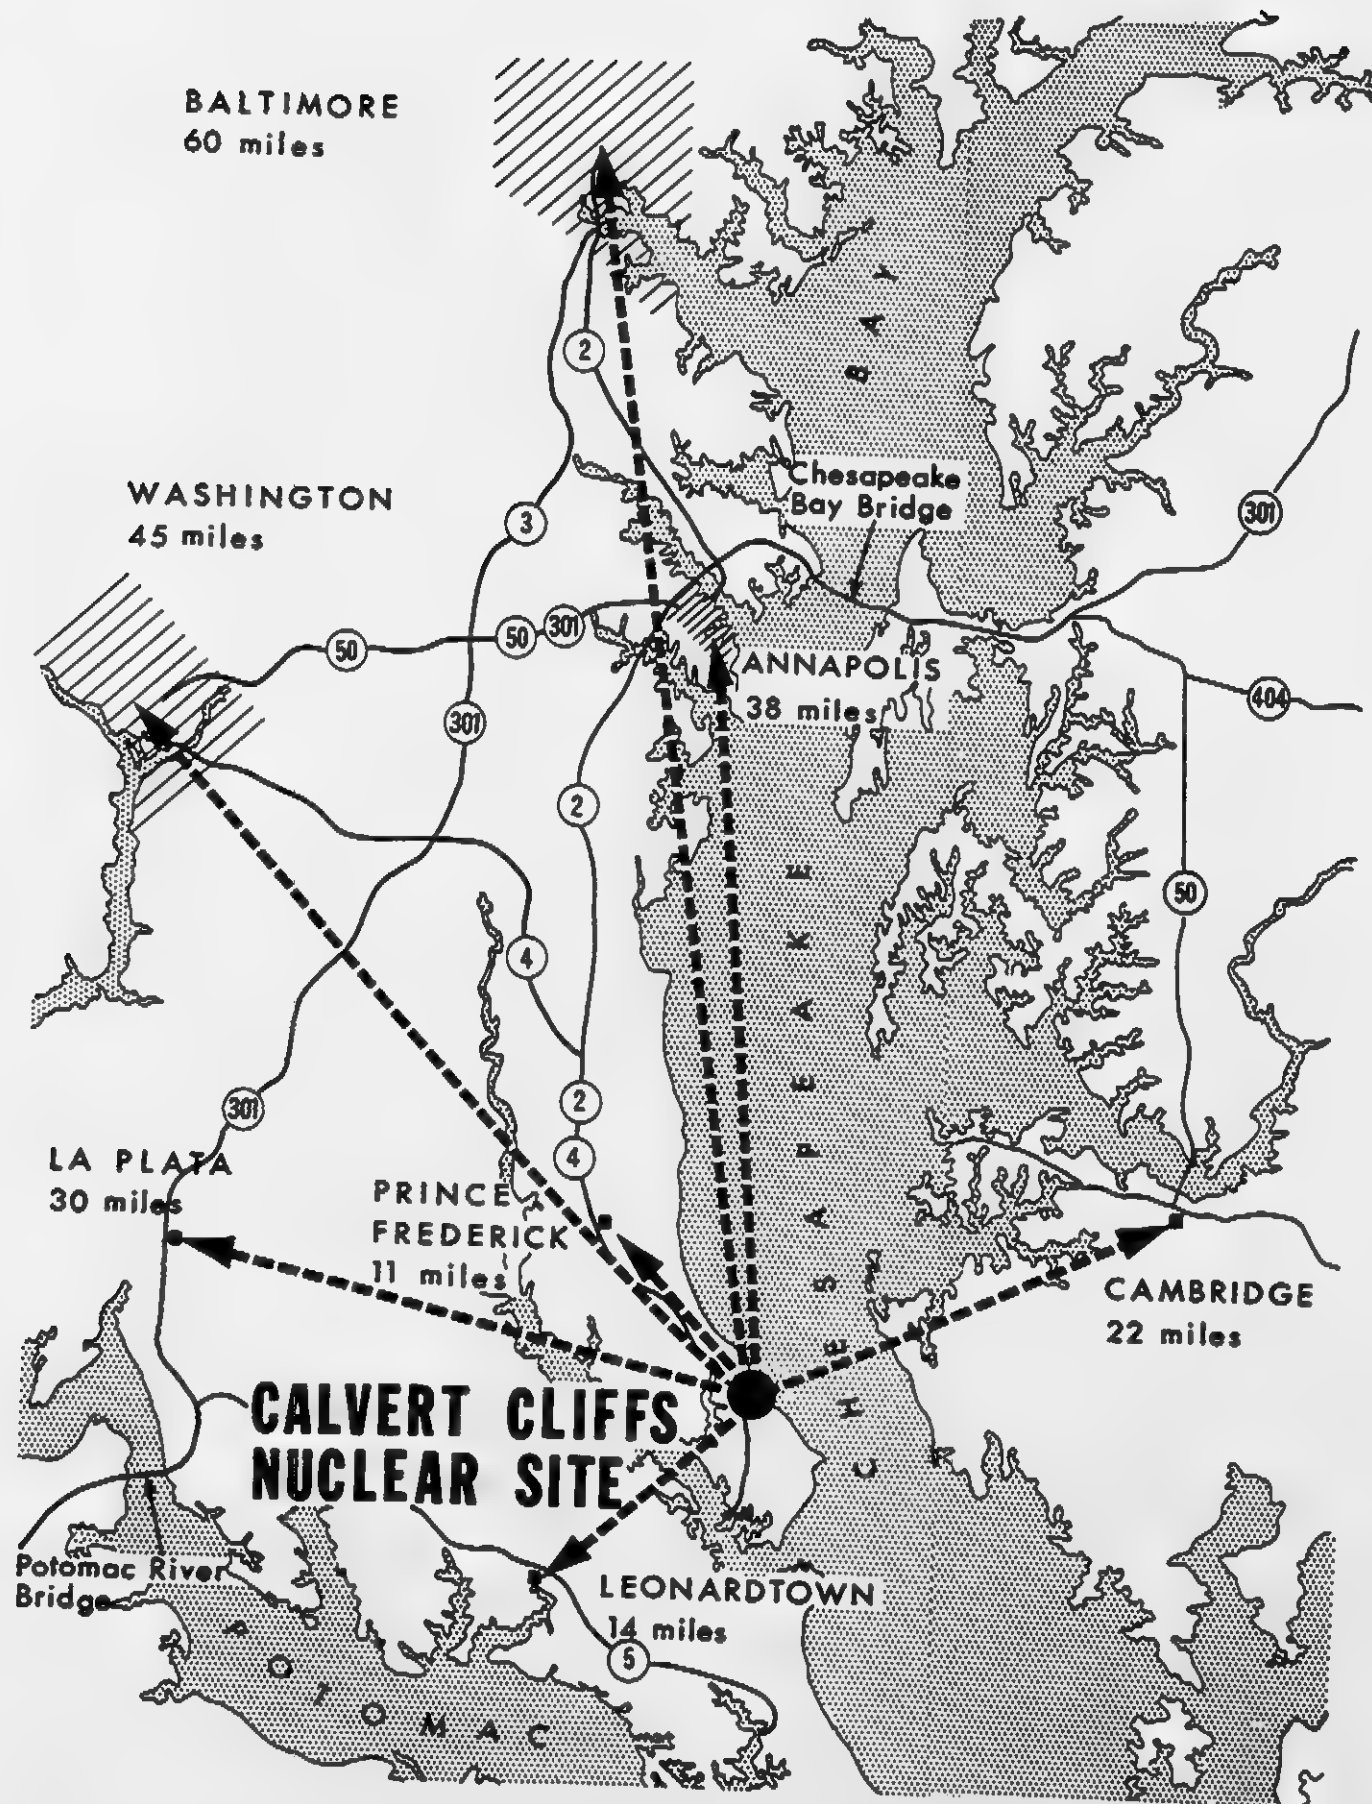 BALTIMORE
60 miles
BAY
2
WASHINGTON
45 miles
Chesapeake
Bay Bridge
3
301
50
50
301
ANNAPOLIS
38 miles
404
301
2
CHESAPEAKE
50
4
2
301
4
LA PLATA
30 miles
PRINCE
FREDERICK
11 miles
CAMBRIDGE
22 miles
CALVERT CLIFFS
NUCLEAR SITE
Potomac River
Bridge
LEONARDTOWN
14 miles
5
POTOMAC